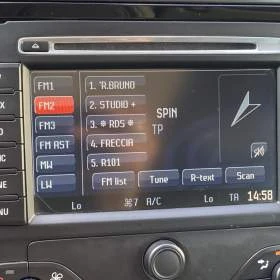 FM1
FM2
FM3
FM AST
MW
LW
1. 'R.BRUNO
2. STUDIO +
3. * RDS *
4. FRECCIA
5. R101
SPIN
TP
FM list
Tune
R-text
Scan
Lo
7 A/C
Lo
TA
14:58